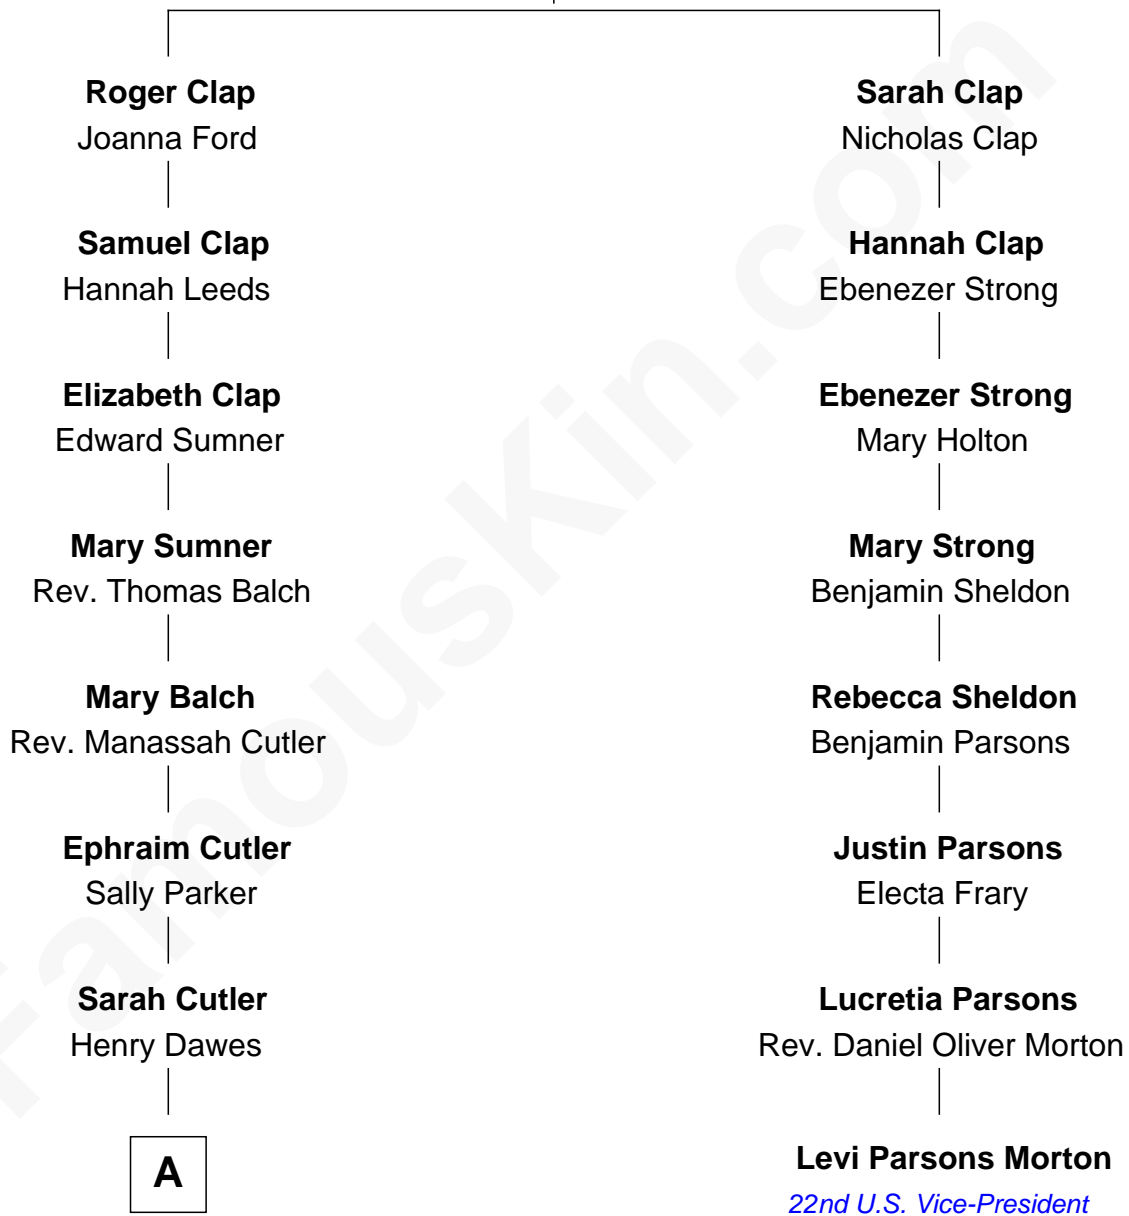 Roger Clap
Joanna Ford
Samuel Clap
Hannah Leeds
Elizabeth Clap
Edward Sumner
Mary Sumner
Rev. Thomas Balch
Mary Balch
Rev. Manassah Cutler
Ephraim Cutler
Sally Parker
Sarah Cutler
Henry Dawes
A
Sarah Clap
Nicholas Clap
Hannah Clap
Ebenezer Strong
Ebenezer Strong
Mary Holton
Mary Strong
Benjamin Sheldon
Rebecca Sheldon
Benjamin Parsons
Justin Parsons
Electa Frary
Lucretia Parsons
Rev. Daniel Oliver Morton
Levi Parsons Morton
22nd U.S. Vice-President
FamousKin.com